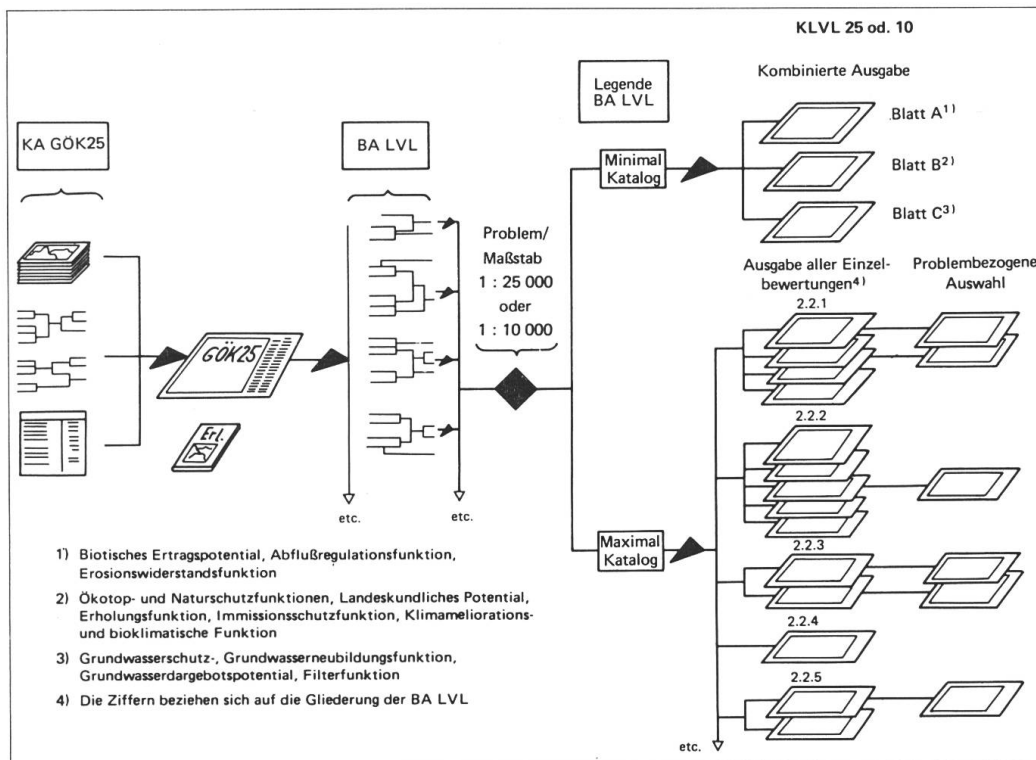 KLVL 25 od. 10
Kombinierte Ausgabe
Legende
BA LVL
Blatt A1)
KA GÖK25
BA LVL
Minimal
Katalog
Blatt B2)
Blatt C3)
Problem/
Maßstab
1 : 25 000
oder
1 : 10 000
Ausgabe aller Einzel-
bewertungen4)
Problembezogene
Auswahl
2.2.1
GÖK25
2.2.2
Erl.
etc.
etc.
Maximal
Katalog
2.2.3
2.2.4
2.2.5
etc.
1) Biotisches Ertragspotential, Abflußregulationsfunktion,
Erosionswiderstandsfunktion
2) Ökotop- und Naturschutzfunktionen, Landeskundliches Potential,
Erholungsfunktion, Immissionsschutzfunktion, Klimameliorations-
und bioklimatische Funktion
3) Grundwasserschutz-, Grundwasserneubildungsfunktion,
Grundwasserdargebotspotential, Filterfunktion
4) Die Ziffern beziehen sich auf die Gliederung der BA LVL